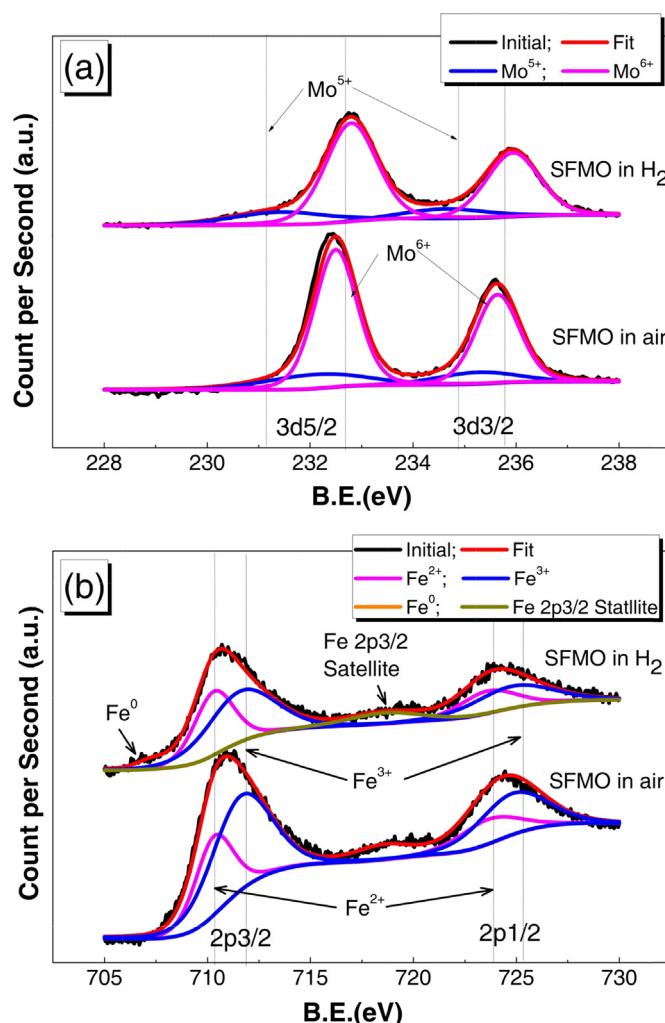 (a)
Initial; Fit
Mo⁵⁺; Mo⁶⁺
Mo⁵⁺
SFMO in H₂
Mo⁶⁺
SFMO in air
3d5/2 3d3/2
228 230 232 234 236 238
B.E.(eV)
Count per Second (a.u.)
(b)
Initial; Fit
Fe²⁺; Fe³⁺
Fe⁰; Fe 2p3/2 Statllite
Fe 2p3/2
Satellite
SFMO in H₂
Fe⁰
Fe³⁺
SFMO in air
Fe²⁺
2p3/2 2p1/2
705 710 715 720 725 730
B.E.(eV)
Count per Second (a.u.)